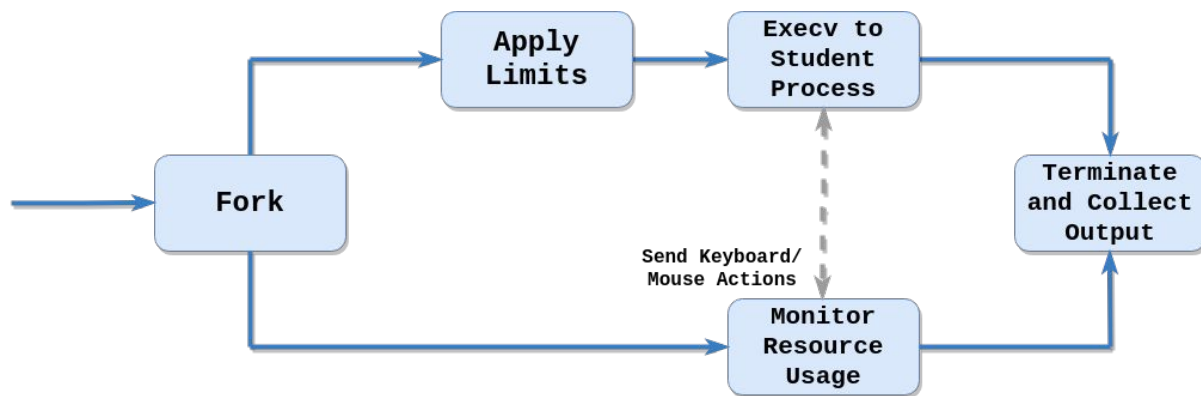 Apply
Limits
Execv to
Student
Process
Fork
Terminate
and Collect
Output
Send Keyboard/
Mouse Actions
Monitor
Resource
Usage